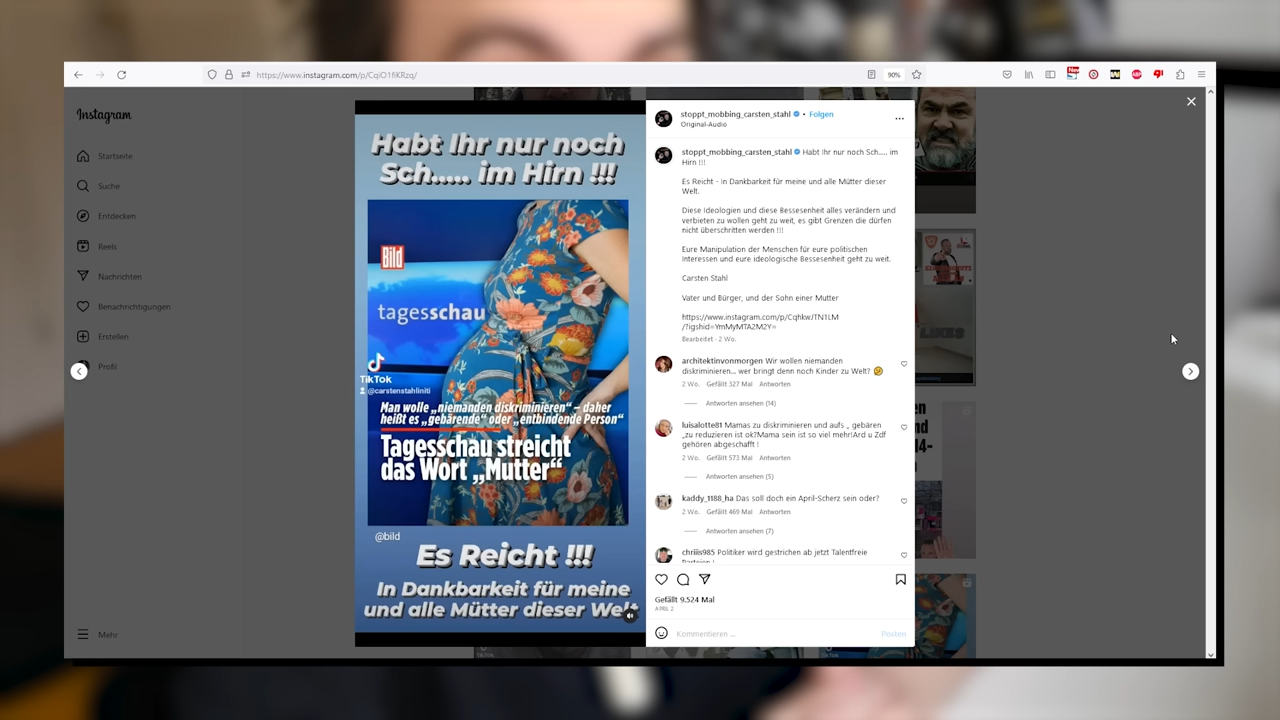 https://www.instagram.com/p/CqiO1fiKRzq/
90%
Instagram
Startseite
Suche
Entdecken
Reels
Nachrichten
Benachrichtigungen
Erstellen
Profil
Mehr
Habt Ihr nur noch
Sch..... im Hirn !!!
Bild
tagesschau
TikTok
@carstenstahliniti
Man wolle „niemanden diskriminieren“ – daher
heißt es „gebärende“ oder „entbindende Person“
Tagesschau streicht
das Wort „Mutter“
@bild
Es Reicht !!!
In Dankbarkeit für meine
und alle Mütter dieser Welt
stoppt_mobbing_carsten_stahl • Folgen
Original-Audio
stoppt_mobbing_carsten_stahl Habt Ihr nur noch Sch..... im
Hirn !!!
Es Reicht - in Dankbarkeit für meine und alle Mütter dieser
Welt.
Diese Ideologien und diese Bessesenheit alles verändern und
verbieten zu wollen geht zu weit, es gibt Grenzen die dürfen
nicht überschritten werden !!!
Eure Manipulation der Menschen für eure politischen
Interessen und eure ideologische Bessesenheit geht zu weit.
Carsten Stahl
Vater und Bürger, und der Sohn einer Mutter
https://www.instagram.com/p/CqhkwJTN1LM
/?igshid=YmMyMTA2M2Y=
Bearbeitet · 2 Wo.
architektinvonmorgen Wir wollen niemanden
diskriminieren... wer bringt denn noch Kinder zu Welt? 🤨
2 Wo. Gefällt 327 Mal Antworten
Antworten ansehen (14)
luisalotte81 Mamas zu diskriminieren und aufs „ gebären
„zu reduzieren ist ok?Mama sein ist so viel mehr!Ard u Zdf
gehören abgeschafft !
2 Wo. Gefällt 573 Mal Antworten
Antworten ansehen (5)
kaddy_1188_ha Das soll doch ein April-Scherz sein oder?
2 Wo. Gefällt 469 Mal Antworten
Antworten ansehen (7)
chriiis985 Politiker wird gestrichen ab jetzt Talentfreie
Parteien !
Gefällt 9.524 Mal
APRIL 2
Kommentieren ...
Posten